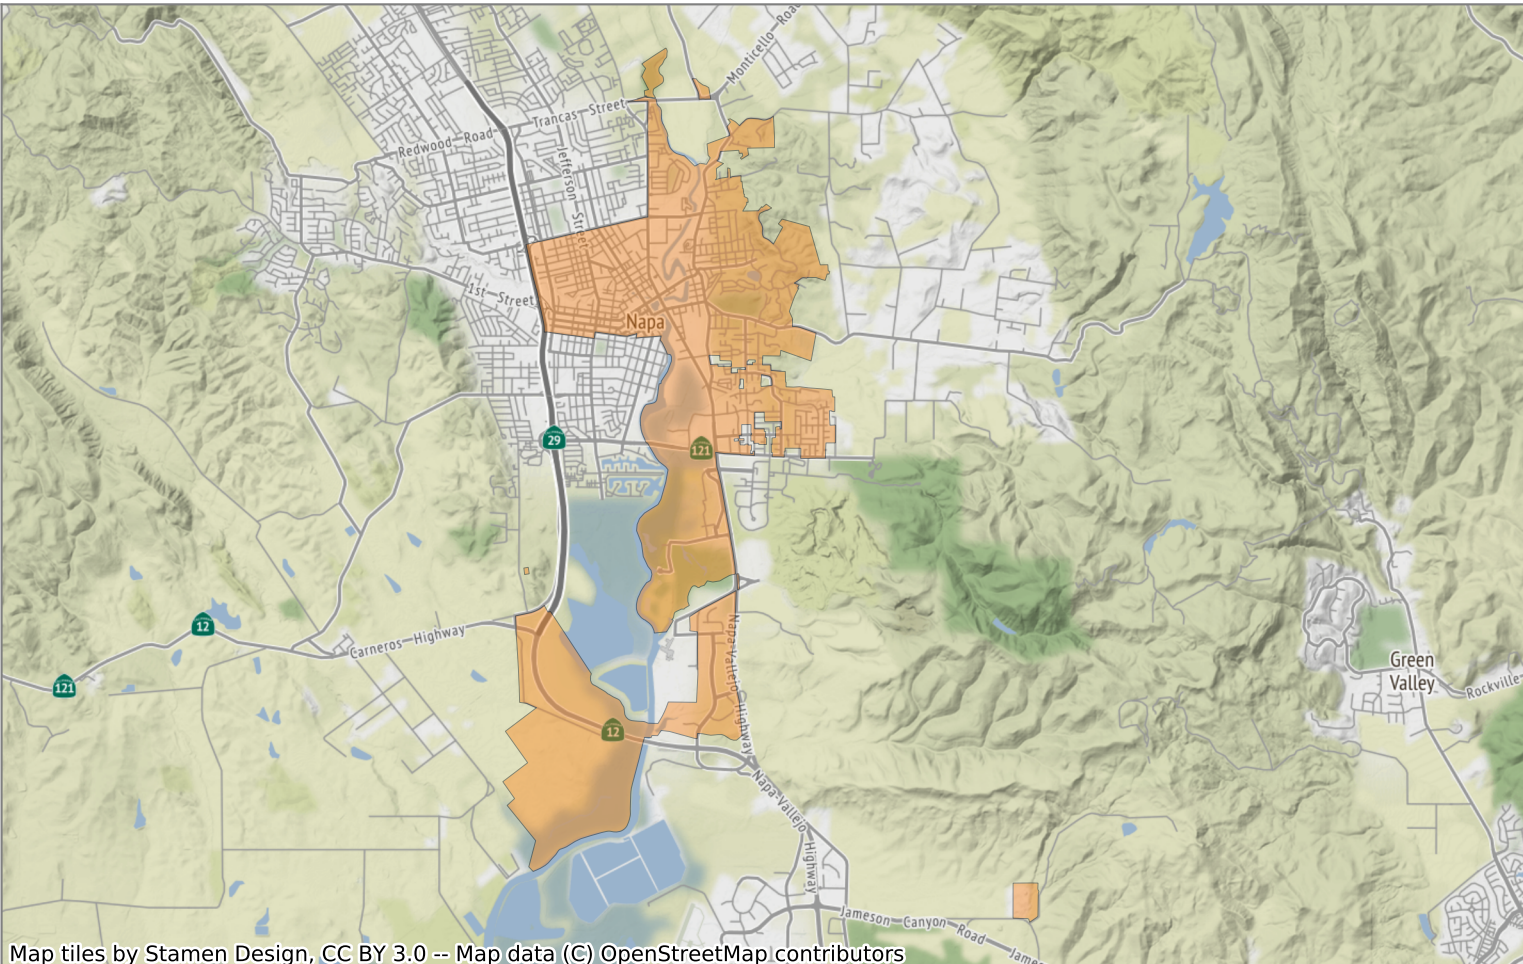 Monticello Road
Trancas Street
Redwood Road
Jefferson Street
1st Street
Napa
29
121
12
Carneros Highway
121
Napa-Vallejo Highway
12
Green
Valley
Rockville
Napa-Vallejo Highway
Jameson Canyon Road
Jame
Map tiles by Stamen Design, CC BY 3.0 -- Map data (C) OpenStreetMap contributors